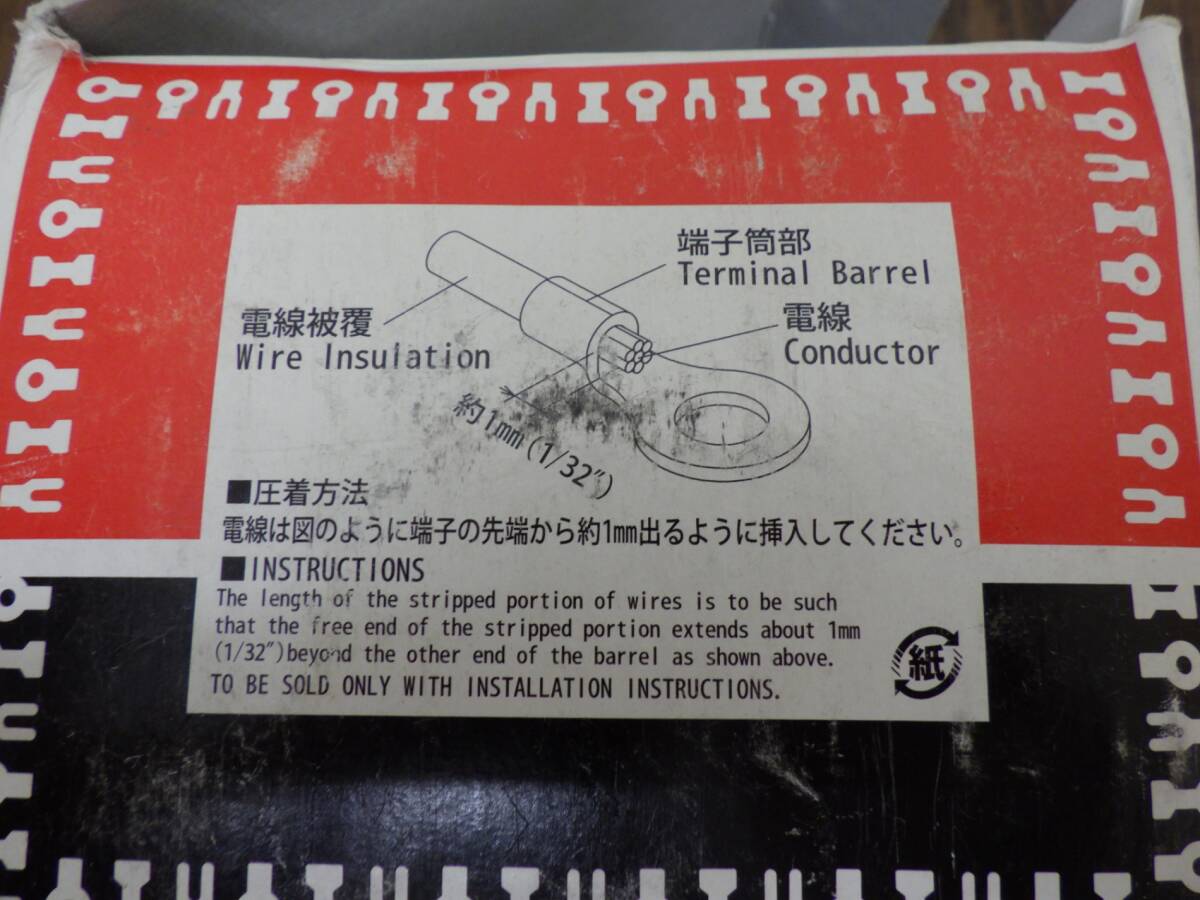 端子筒部
Terminal Barrel
電線被覆
Wire Insulation
電線
Conductor
約1mm(1/32")
■圧着方法
電線は図のように端子の先端から約1mm出るように挿入してください。
■INSTRUCTIONS
The length of the stripped portion of wires is to be such
that the free end of the stripped portion extends about 1mm
(1/32")beyond the other end of the barrel as shown above.
TO BE SOLD ONLY WITH INSTALLATION INSTRUCTIONS.
紙